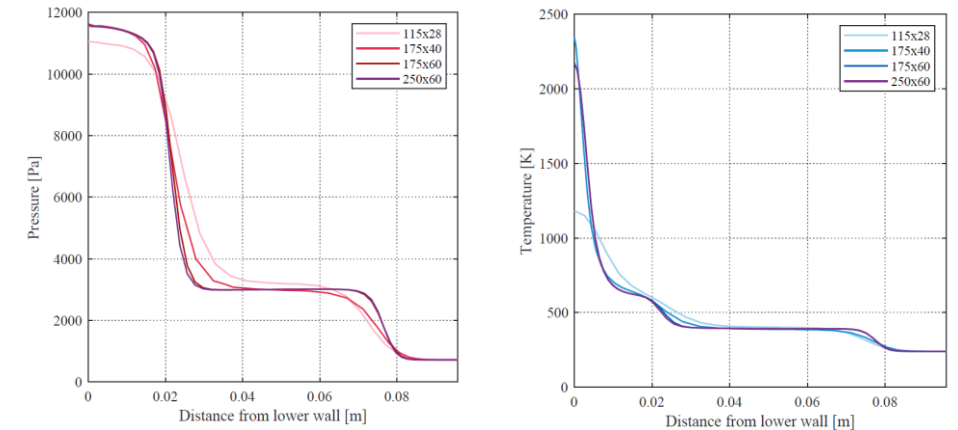 12000
10000
8000
6000
4000
2000
0
Pressure [Pa]
0 0.02 0.04 0.06 0.08
Distance from lower wall [m]
115x28
175x40
175x60
250x60
2500
2000
1500
1000
500
0
Temperature [K]
0 0.02 0.04 0.06 0.08
Distance from lower wall [m]
115x28
175x40
175x60
250x60